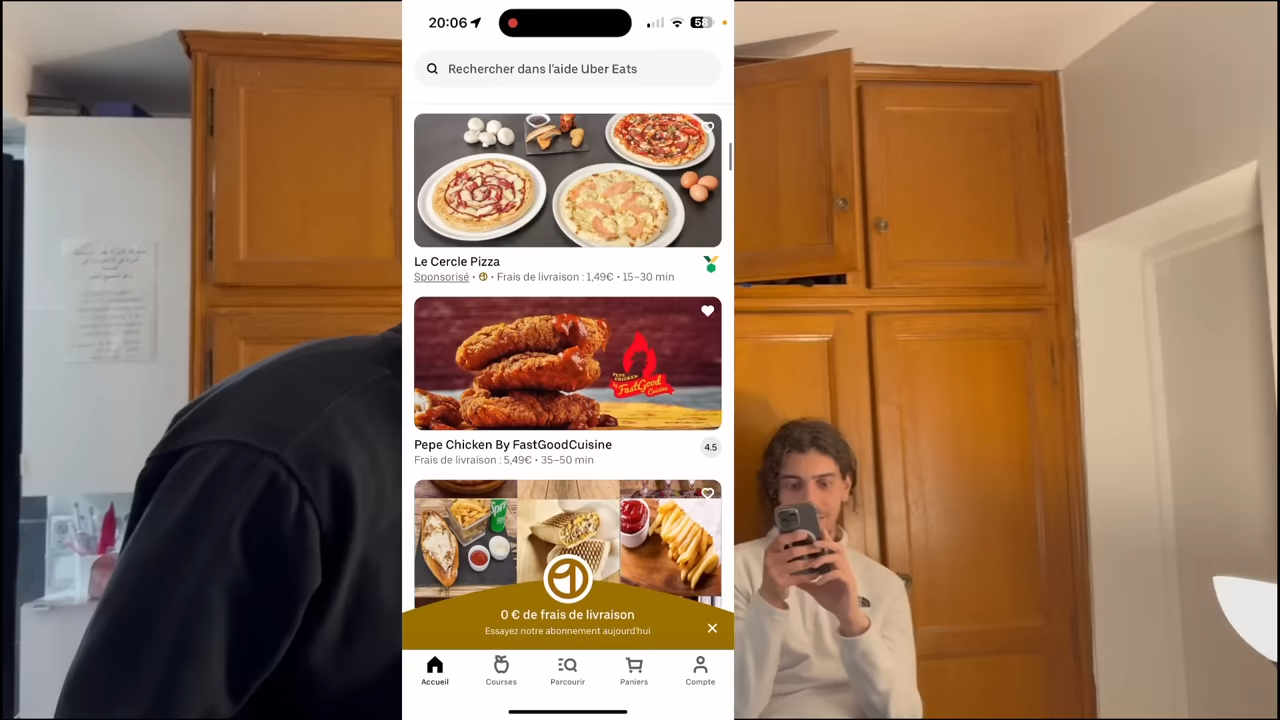 20:06
58
Rechercher dans l'aide Uber Eats
Le Cercle Pizza
Sponsorisé • Frais de livraison : 1,49€ • 15–30 min
PEPE
CHICKEN
FastGood
Cuisine
Pepe Chicken By FastGoodCuisine
4.5
Frais de livraison : 5,49€ • 35–50 min
0 € de frais de livraison
Essayez notre abonnement aujourd'hui
Accueil
Courses
Parcourir
Paniers
Compte